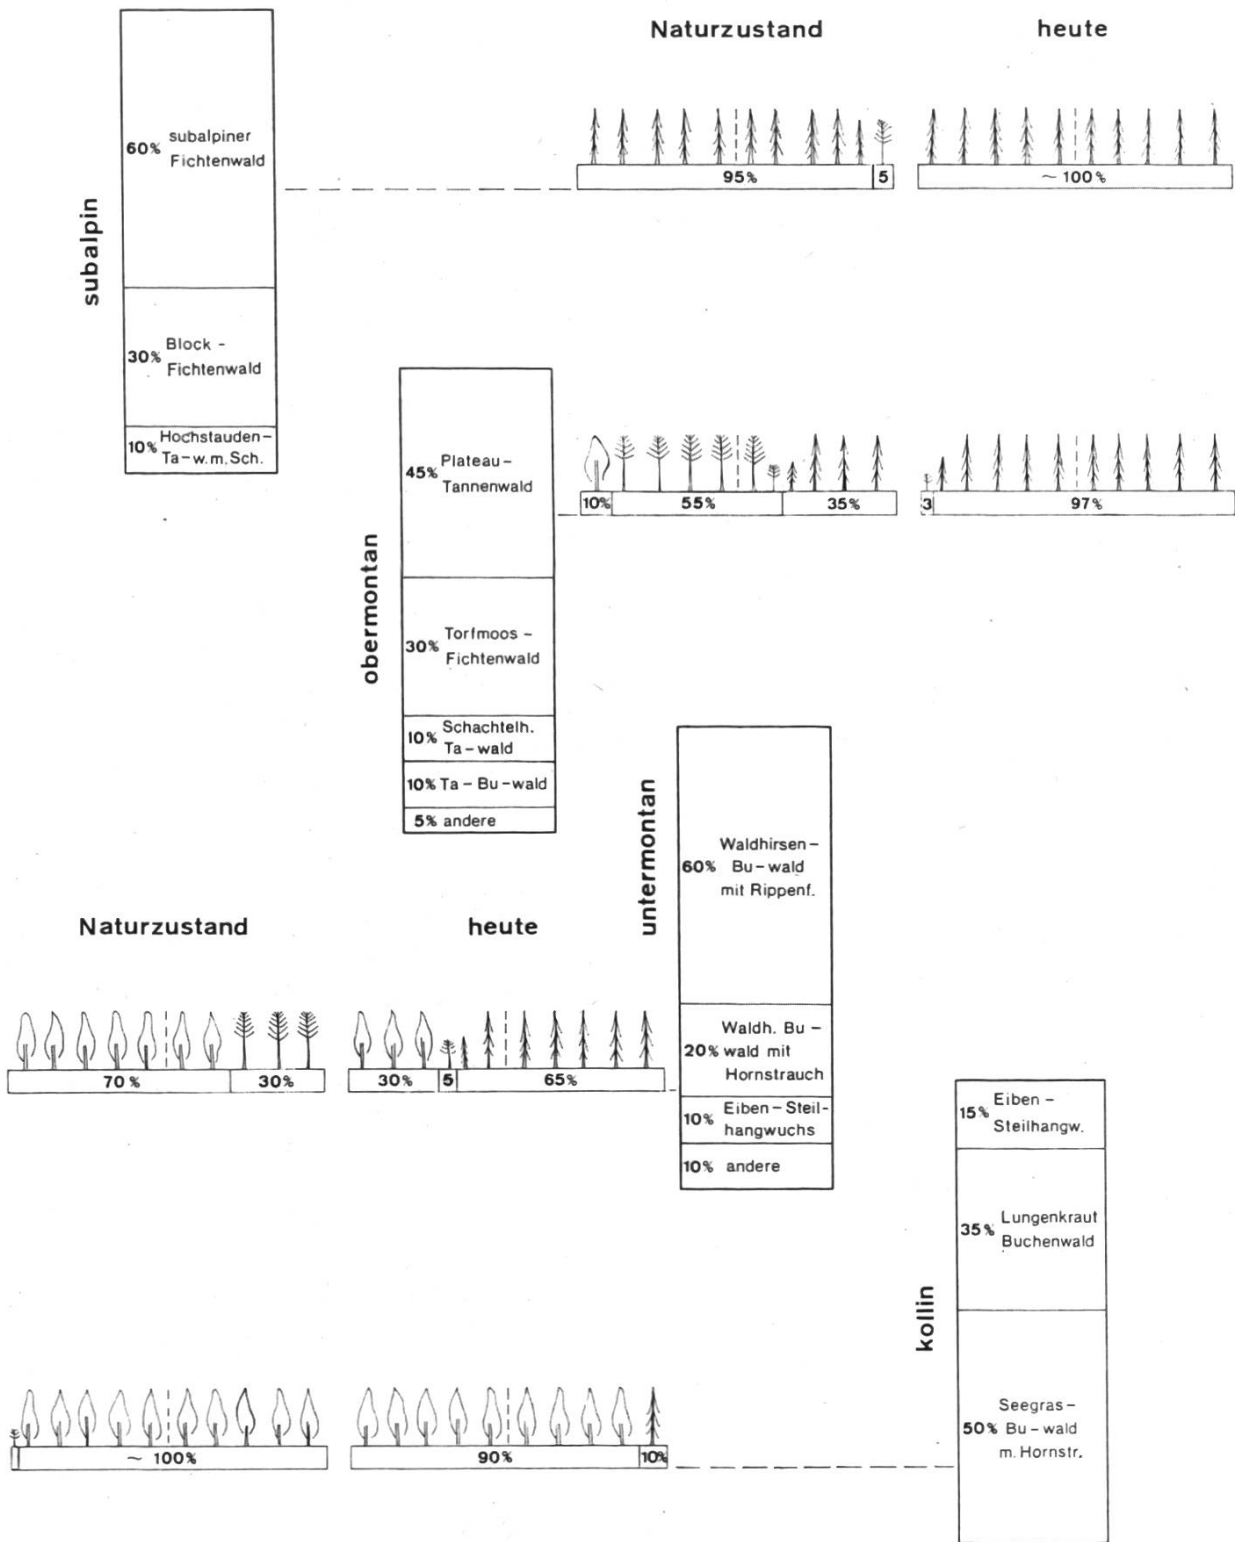 Naturzustand heute
subalpin
60% subalpiner
Fichtenwald
30% Block -
Fichtenwald
10% Hochstauden-
Ta-w.m.Sch.
95% 5
~ 100%
obermontan
45% Plateau-
Tannenwald
30% Torfmoos-
Fichtenwald
10% Schachtelh.
Ta-wald
10% Ta-Bu-wald
5% andere
10% 55% 35%
3 97%
untermontan
60% Waldhirsen-
Bu-wald
mit Rippenf.
20% Waldh. Bu-
wald mit
Hornstrauch
10% Eiben-Steil-
hangwuchs
10% andere
Naturzustand heute
70% 30%
30% 5 65%
kollin
15% Eiben-
Steilhangw.
35% Lungenkraut
Buchenwald
50% Seegras-
Bu-wald
m. Hornstr.
~ 100%
90% 10%